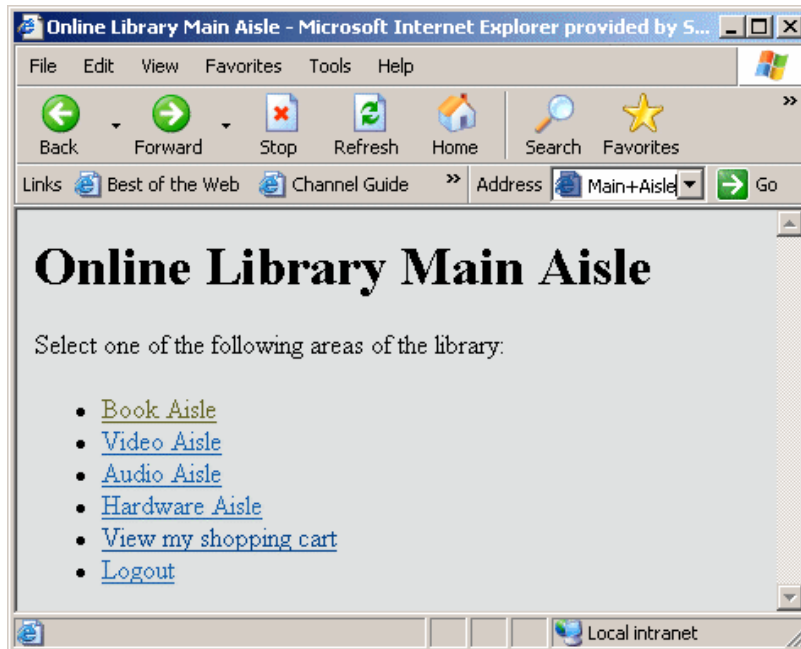 Online Library Main Aisle - Microsoft Internet Explorer provided by S...
File Edit View Favorites Tools Help
Back Forward Stop Refresh Home Search Favorites
Links Best of the Web Channel Guide Address Main+Aisle Go
Online Library Main Aisle
Select one of the following areas of the library:
• Book Aisle
• Video Aisle
• Audio Aisle
• Hardware Aisle
• View my shopping cart
• Logout
Local intranet